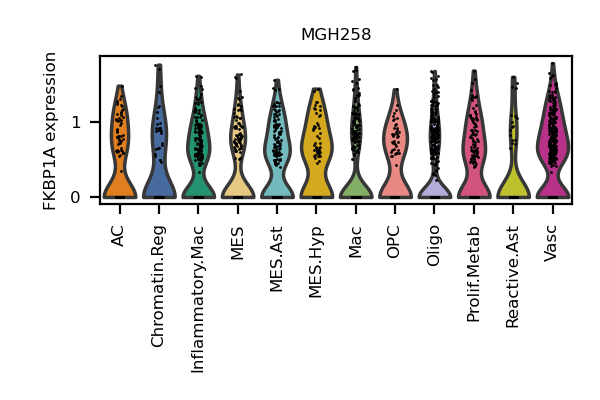 MGH258
FKBP1A expression
1
0
AC
Chromatin.Reg
Inflammatory.Mac
MES
MES.Ast
MES.Hyp
Mac
OPC
Oligo
Prolif.Metab
Reactive.Ast
Vasc